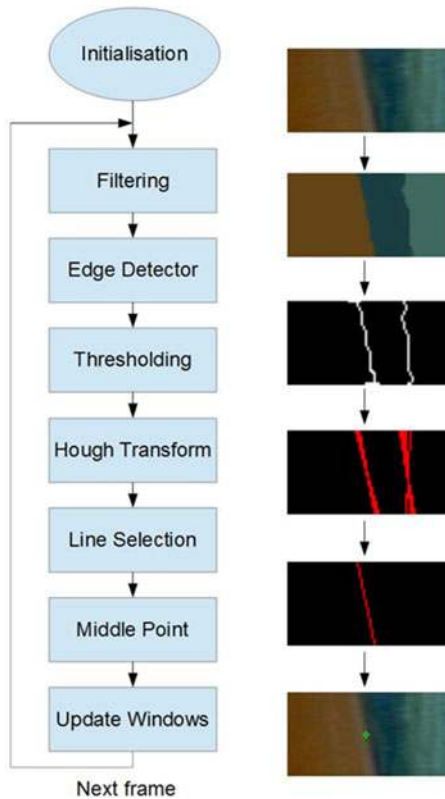 Initialisation
Filtering
Edge Detector
Thresholding
Hough Transform
Line Selection
Middle Point
Update Windows
Next frame